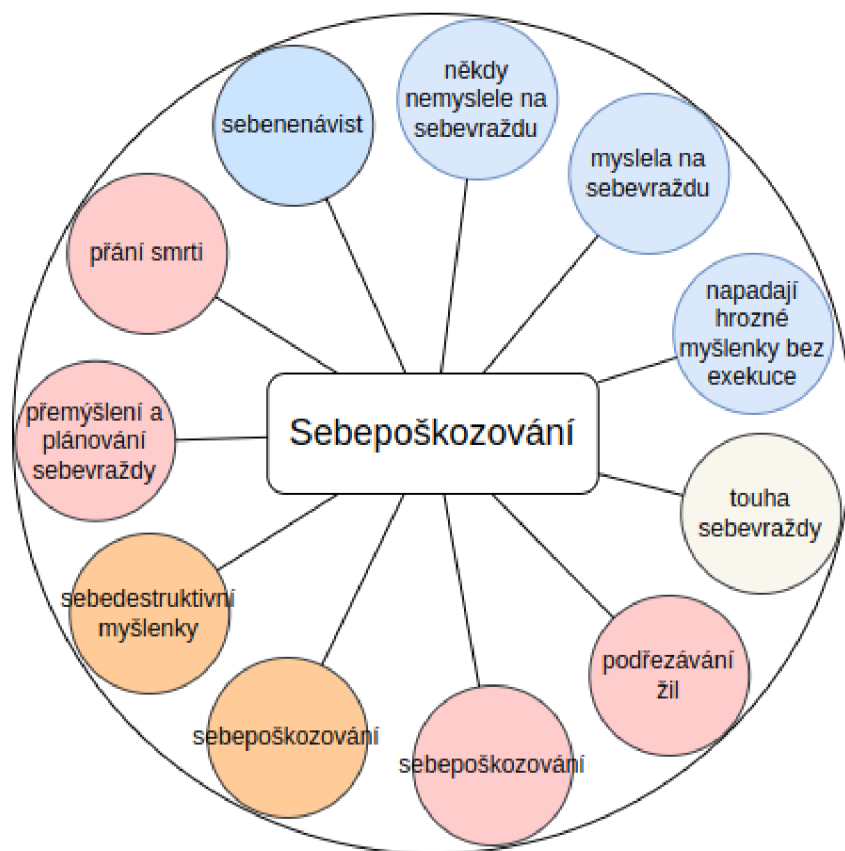 někdy
nemyslele na
sebevraždu
sebenenávist
myslela na
sebevraždu
přání smrti
napadají
hrozné
myšlenky bez
exekuce
přemýšlení a
plánování
sebevraždy
Sebepoškozování
touha
sebevraždy
sebedestruktivní
myšlenky
podřezávání
žil
sebepoškozování
sebepoškozování